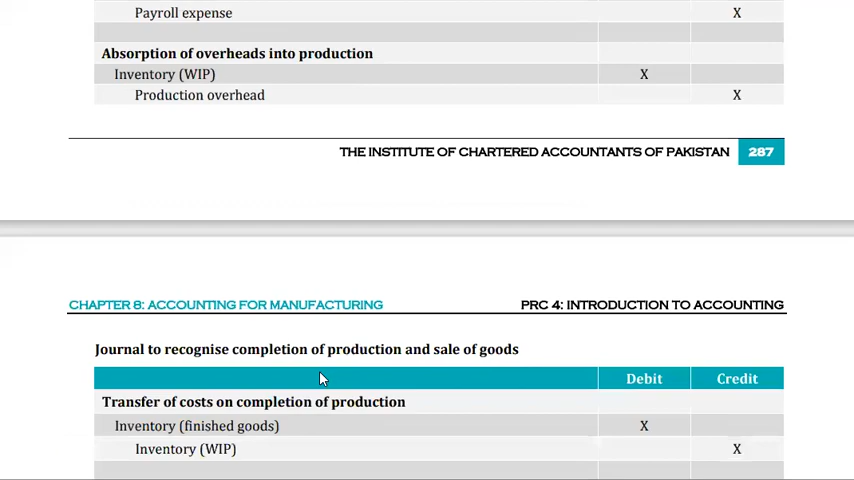 Payroll expense X
Absorption of overheads into production
Inventory (WIP) X
Production overhead X
THE INSTITUTE OF CHARTERED ACCOUNTANTS OF PAKISTAN 287
CHAPTER 8: ACCOUNTING FOR MANUFACTURING PRC 4: INTRODUCTION TO ACCOUNTING
Journal to recognise completion of production and sale of goods
Debit Credit
Transfer of costs on completion of production
Inventory (finished goods) X
Inventory (WIP) X